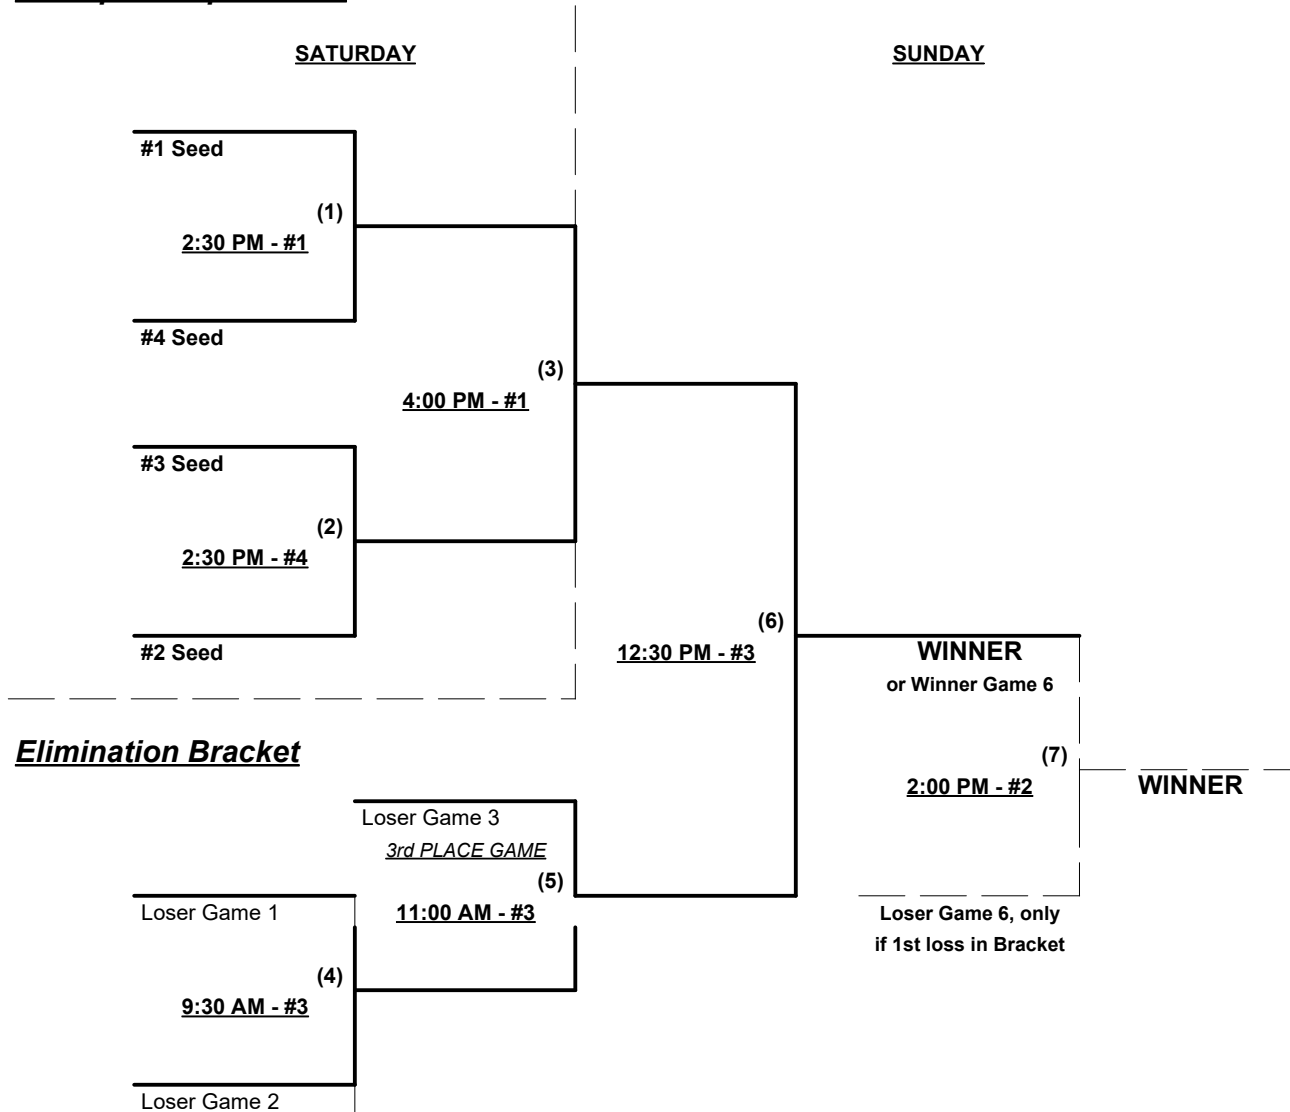 SATURDAY
SUNDAY
#1 Seed
(1)
2:30 PM - #1
#4 Seed
(3)
4:00 PM - #1
#3 Seed
(2)
2:30 PM - #4
#2 Seed
(6)
12:30 PM - #3
WINNER
or Winner Game 6
Elimination Bracket
(7)
2:00 PM - #2
WINNER
Loser Game 3
3rd PLACE GAME
(5)
11:00 AM - #3
Loser Game 1
Loser Game 6, only
if 1st loss in Bracket
(4)
9:30 AM - #3
Loser Game 2